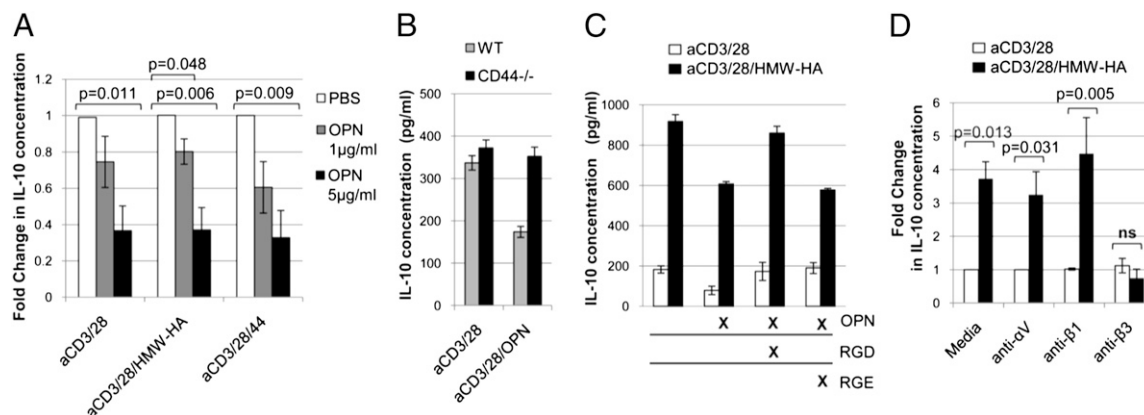 A
Fold Change in IL-10 concentration
1.2
1
0.8
0.6
0.4
0.2
0
p=0.048
p=0.011
p=0.006
p=0.009
PBS
OPN
1µg/ml
OPN
5µg/ml
aCD3/28
aCD3/28/HMW-HA
aCD3/28/44
B
WT
CD44-/-
IL-10 concentration (pg/ml)
500
450
400
350
300
250
200
150
100
50
0
aCD3/28
aCD3/28/OPN
C
aCD3/28
aCD3/28/HMW-HA
IL-10 concentration (pg/ml)
1000
800
600
400
200
0
X X X OPN
X RGD
X RGE
D
aCD3/28
aCD3/28/HMW-HA
Fold Change
in IL-10 concentration
6
5
4
3
2
1
0
p=0.005
p=0.013
p=0.031
ns
Media
anti-αV
anti-β1
anti-β3